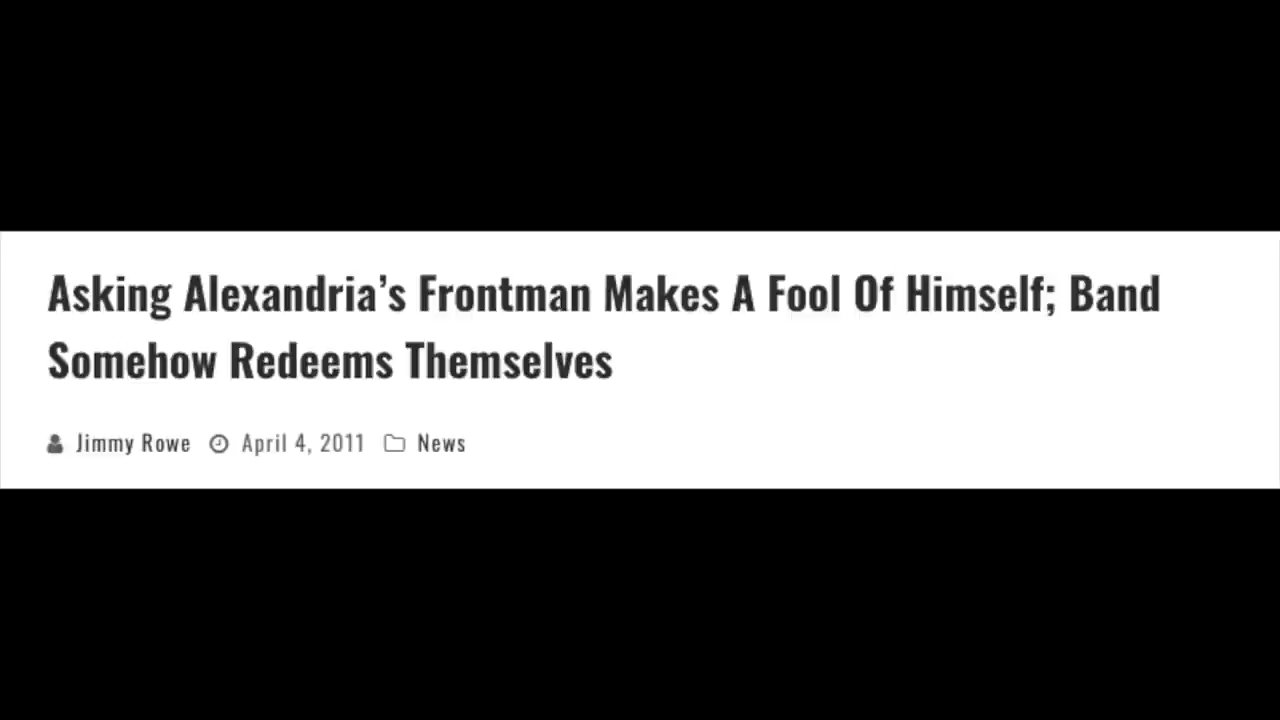 Asking Alexandria’s Frontman Makes A Fool Of Himself; Band
Somehow Redeems Themselves
Jimmy Rowe April 4, 2011 News